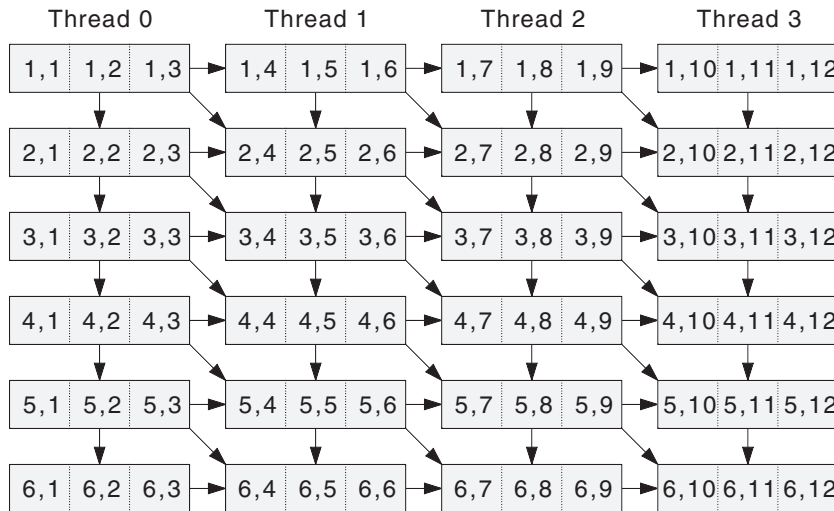 Thread 0 Thread 1 Thread 2 Thread 3
1,1 1,2 1,3 1,4 1,5 1,6 1,7 1,8 1,9 1,10 1,11 1,12
2,1 2,2 2,3 2,4 2,5 2,6 2,7 2,8 2,9 2,10 2,11 2,12
3,1 3,2 3,3 3,4 3,5 3,6 3,7 3,8 3,9 3,10 3,11 3,12
4,1 4,2 4,3 4,4 4,5 4,6 4,7 4,8 4,9 4,10 4,11 4,12
5,1 5,2 5,3 5,4 5,5 5,6 5,7 5,8 5,9 5,10 5,11 5,12
6,1 6,2 6,3 6,4 6,5 6,6 6,7 6,8 6,9 6,10 6,11 6,12